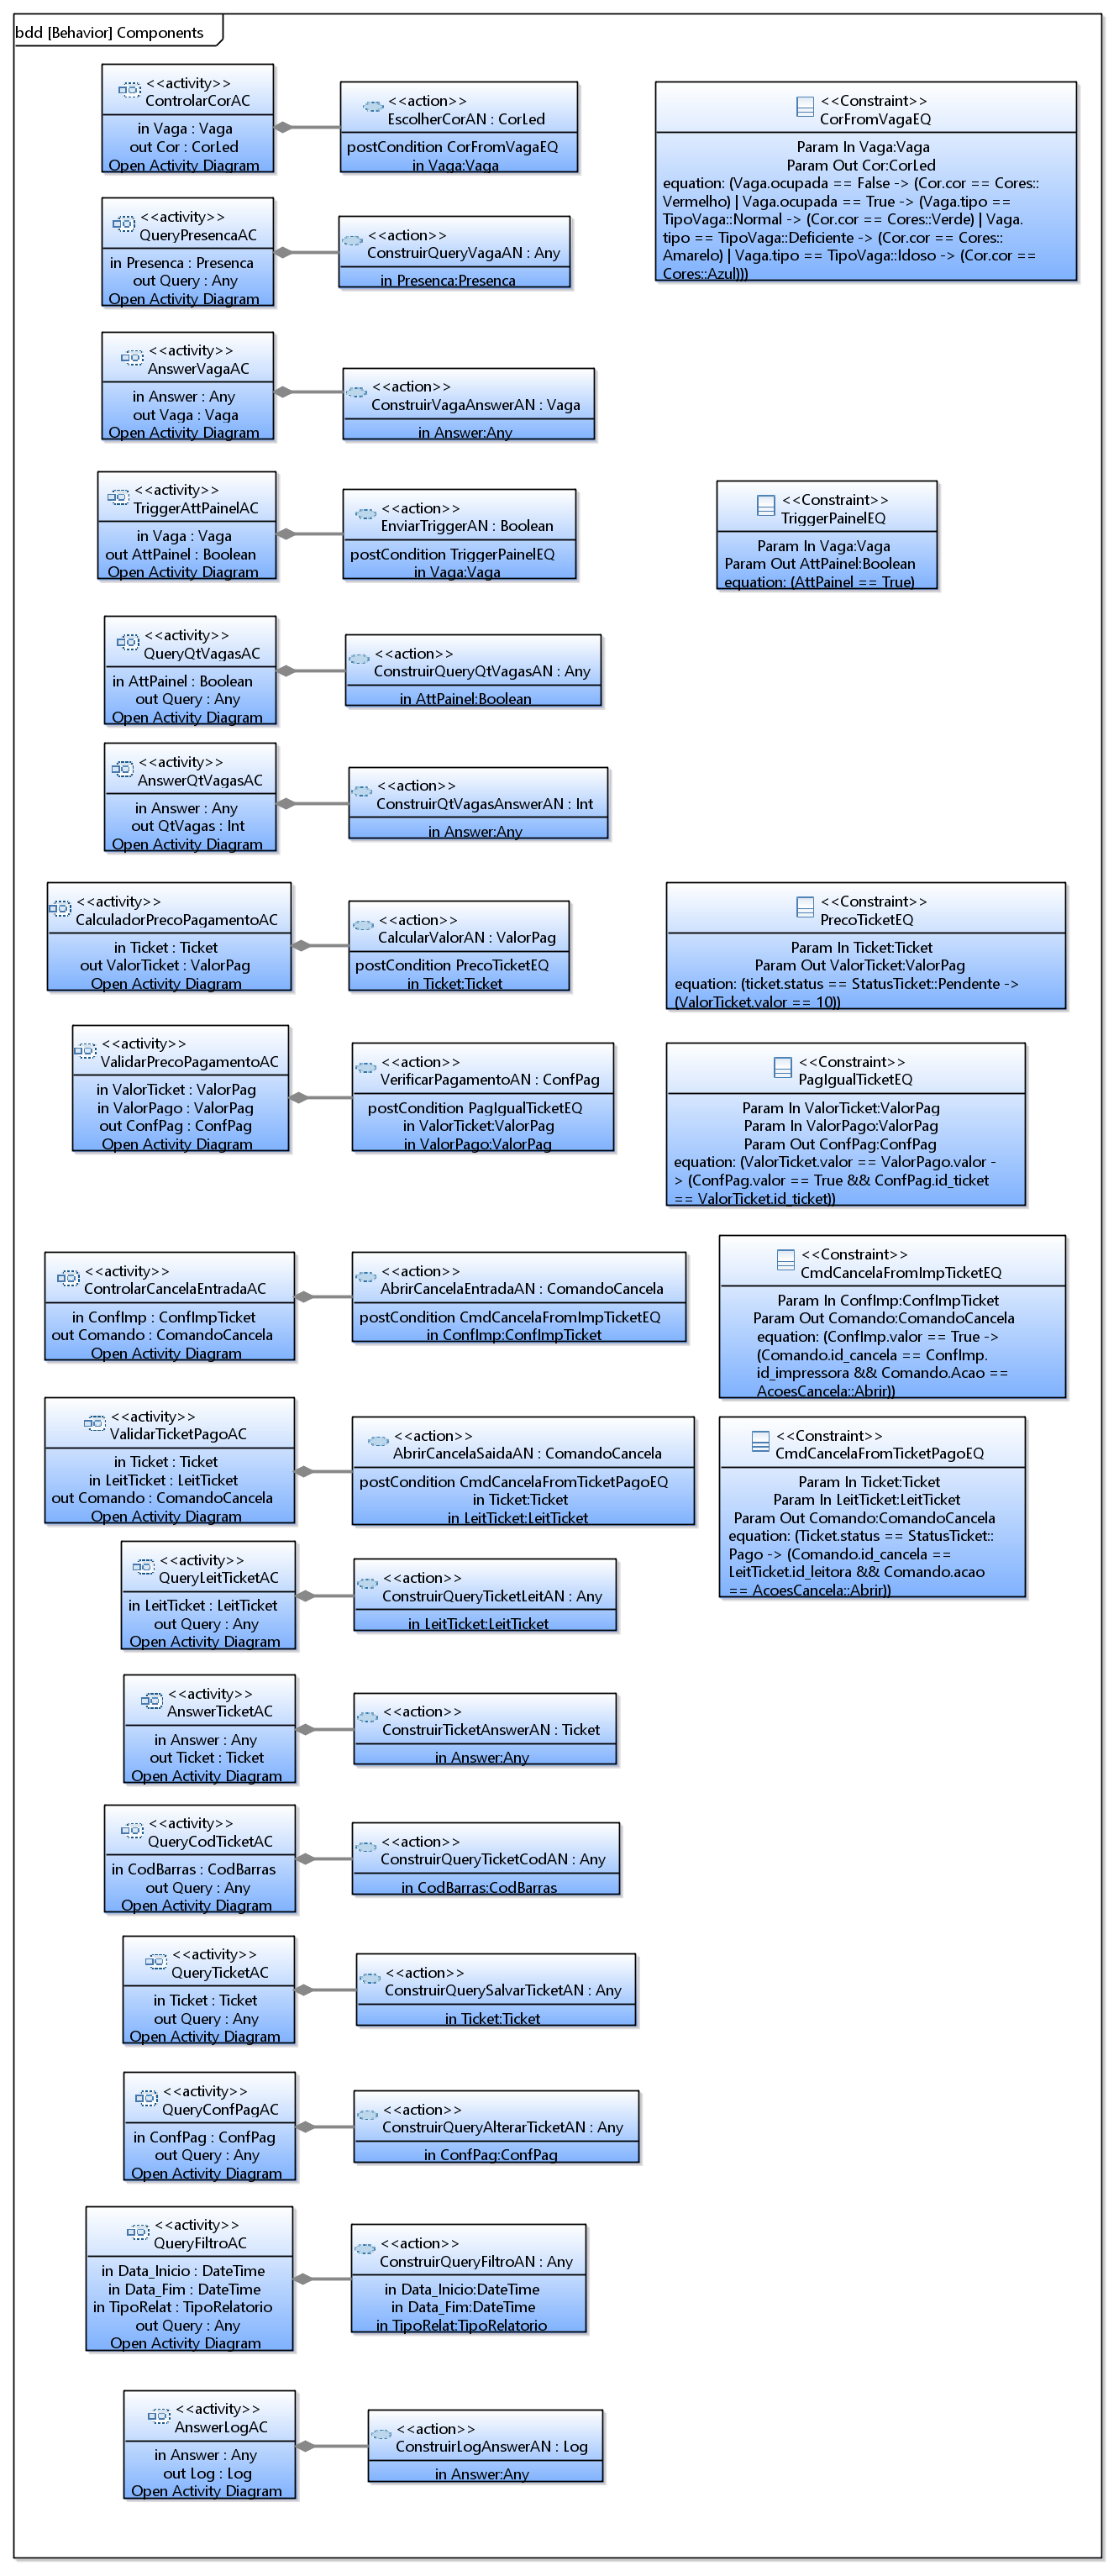 bdd [Behavior] Components
<<activity>>
ControlarCorAC
in Vaga : Vaga
out Cor : CorLed
Open Activity Diagram
<<action>>
EscolherCorAN : CorLed
postCondition CorFromVagaEQ
in Vaga:Vaga
<<Constraint>>
CorFromVagaEQ
Param In Vaga:Vaga
Param Out Cor:CorLed
equation: (Vaga.ocupada == False -> (Cor.cor == Cores::
Vermelho) | Vaga.ocupada == True -> (Vaga.tipo ==
TipoVaga::Normal -> (Cor.cor == Cores::Verde) | Vaga.
tipo == TipoVaga::Deficiente -> (Cor.cor == Cores::
Amarelo) | Vaga.tipo == TipoVaga::Idoso -> (Cor.cor ==
Cores::Azul)))
<<activity>>
QueryPresencaAC
in Presenca : Presenca
out Query : Any
Open Activity Diagram
<<action>>
ConstruirQueryVagaAN : Any
in Presenca:Presenca
<<activity>>
AnswerVagaAC
in Answer : Any
out Vaga : Vaga
Open Activity Diagram
<<action>>
ConstruirVagaAnswerAN : Vaga
in Answer:Any
<<activity>>
TriggerAttPainelAC
in Vaga : Vaga
out AttPainel : Boolean
Open Activity Diagram
<<action>>
EnviarTriggerAN : Boolean
postCondition TriggerPainelEQ
in Vaga:Vaga
<<Constraint>>
TriggerPainelEQ
Param In Vaga:Vaga
Param Out AttPainel:Boolean
equation: (AttPainel == True)
<<activity>>
QueryQtVagasAC
in AttPainel : Boolean
out Query : Any
Open Activity Diagram
<<action>>
ConstruirQueryQtVagasAN : Any
in AttPainel:Boolean
<<activity>>
AnswerQtVagasAC
in Answer : Any
out QtVagas : Int
Open Activity Diagram
<<action>>
ConstruirQtVagasAnswerAN : Int
in Answer:Any
<<activity>>
CalculadorPrecoPagamentoAC
in Ticket : Ticket
out ValorTicket : ValorPag
Open Activity Diagram
<<action>>
CalcularValorAN : ValorPag
postCondition PrecoTicketEQ
in Ticket:Ticket
<<Constraint>>
PrecoTicketEQ
Param In Ticket:Ticket
Param Out ValorTicket:ValorPag
equation: (ticket.status == StatusTicket::Pendente ->
(ValorTicket.valor == 10))
<<activity>>
ValidarPrecoPagamentoAC
in ValorTicket : ValorPag
in ValorPago : ValorPag
out ConfPag : ConfPag
Open Activity Diagram
<<action>>
VerificarPagamentoAN : ConfPag
postCondition PagIgualTicketEQ
in ValorTicket:ValorPag
in ValorPago:ValorPag
<<Constraint>>
PagIgualTicketEQ
Param In ValorTicket:ValorPag
Param In ValorPago:ValorPag
Param Out ConfPag:ConfPag
equation: (ValorTicket.valor == ValorPago.valor -
> (ConfPag.valor == True && ConfPag.id_ticket
== ValorTicket.id_ticket))
<<activity>>
ControlarCancelaEntradaAC
in ConfImp : ConfImpTicket
out Comando : ComandoCancela
Open Activity Diagram
<<action>>
AbrirCancelaEntradaAN : ComandoCancela
postCondition CmdCancelaFromImpTicketEQ
in ConfImp:ConfImpTicket
<<Constraint>>
CmdCancelaFromImpTicketEQ
Param In ConfImp:ConfImpTicket
Param Out Comando:ComandoCancela
equation: (ConfImp.valor == True ->
(Comando.id_cancela == ConfImp.
id_impressora && Comando.Acao ==
AcoesCancela::Abrir))
<<activity>>
ValidarTicketPagoAC
in Ticket : Ticket
in LeitTicket : LeitTicket
out Comando : ComandoCancela
Open Activity Diagram
<<action>>
AbrirCancelaSaidaAN : ComandoCancela
postCondition CmdCancelaFromTicketPagoEQ
in Ticket:Ticket
in LeitTicket:LeitTicket
<<Constraint>>
CmdCancelaFromTicketPagoEQ
Param In Ticket:Ticket
Param In LeitTicket:LeitTicket
Param Out Comando:ComandoCancela
equation: (Ticket.status == StatusTicket::
Pago -> (Comando.id_cancela ==
LeitTicket.id_leitora && Comando.acao
== AcoesCancela::Abrir))
<<activity>>
QueryLeitTicketAC
in LeitTicket : LeitTicket
out Query : Any
Open Activity Diagram
<<action>>
ConstruirQueryTicketLeitAN : Any
in LeitTicket:LeitTicket
<<activity>>
AnswerTicketAC
in Answer : Any
out Ticket : Ticket
Open Activity Diagram
<<action>>
ConstruirTicketAnswerAN : Ticket
in Answer:Any
<<activity>>
QueryCodTicketAC
in CodBarras : CodBarras
out Query : Any
Open Activity Diagram
<<action>>
ConstruirQueryTicketCodAN : Any
in CodBarras:CodBarras
<<activity>>
QueryTicketAC
in Ticket : Ticket
out Query : Any
Open Activity Diagram
<<action>>
ConstruirQuerySalvarTicketAN : Any
in Ticket:Ticket
<<activity>>
QueryConfPagAC
in ConfPag : ConfPag
out Query : Any
Open Activity Diagram
<<action>>
ConstruirQueryAlterarTicketAN : Any
in ConfPag:ConfPag
<<activity>>
QueryFiltroAC
in Data_Inicio : DateTime
in Data_Fim : DateTime
in TipoRelat : TipoRelatorio
out Query : Any
Open Activity Diagram
<<action>>
ConstruirQueryFiltroAN : Any
in Data_Inicio:DateTime
in Data_Fim:DateTime
in TipoRelat:TipoRelatorio
<<activity>>
AnswerLogAC
in Answer : Any
out Log : Log
Open Activity Diagram
<<action>>
ConstruirLogAnswerAN : Log
in Answer:Any